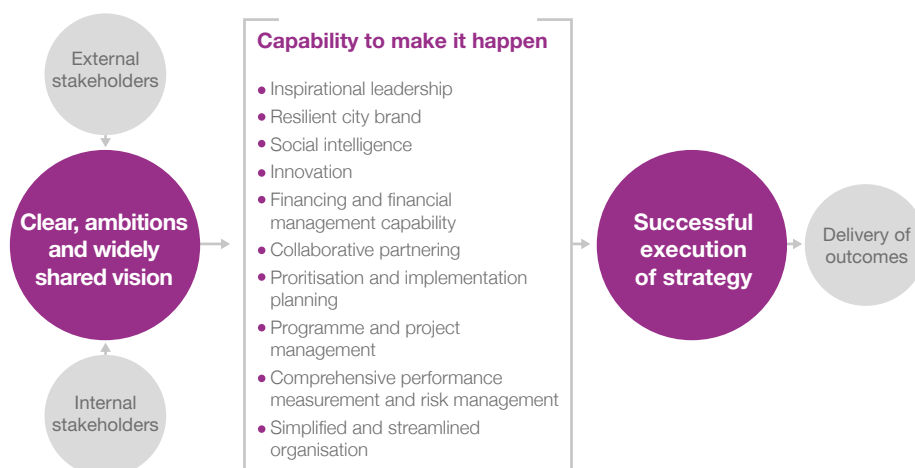 External
stakeholders
Clear, ambitions
and widely
shared vision
Internal
stakeholders
Capability to make it happen
Inspirational leadership
Resilient city brand
Social intelligence
Innovation
Financing and financial
management capability
Collaborative partnering
Proritisation and implementation
planning
Programme and project
management
Comprehensive performance
measurement and risk management
Simplified and streamlined
organisation
Successful
execution
of strategy
Delivery of
outcomes